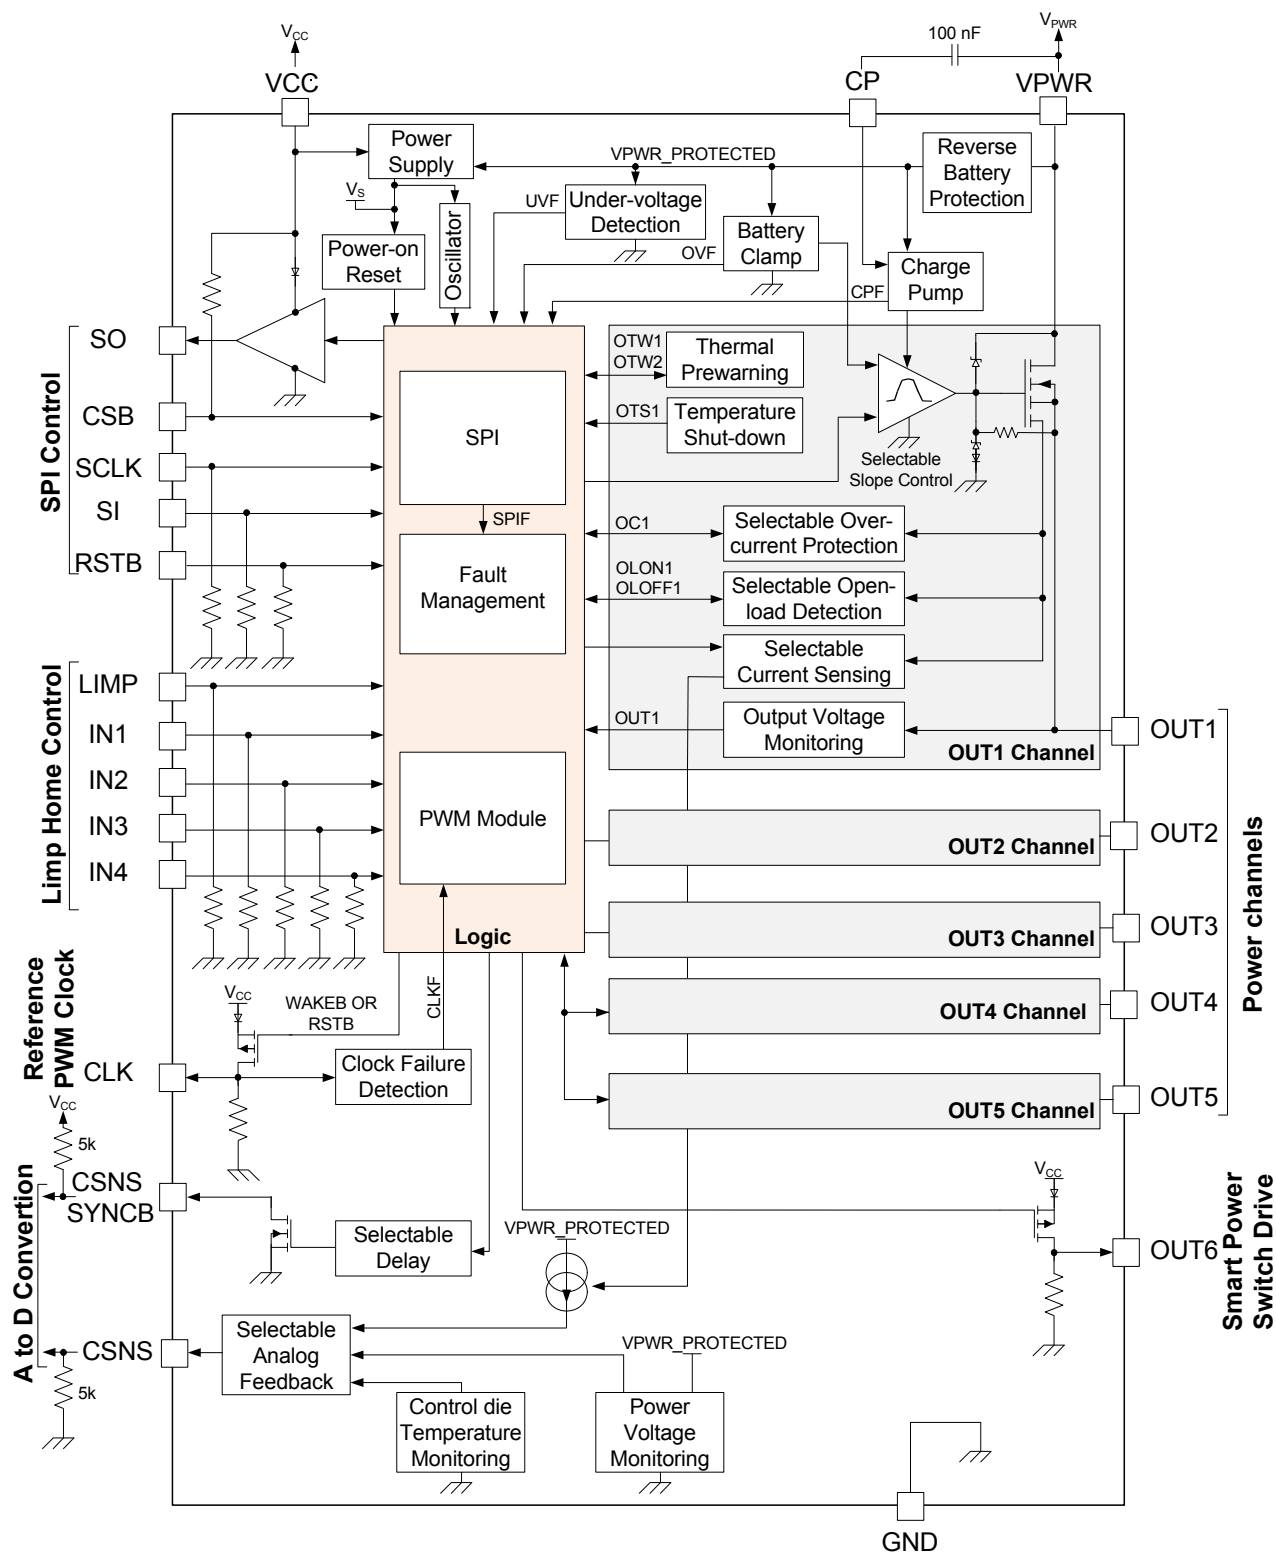 VPWR
100 nF
VCC
VCC
CP
VPWR
Power
Supply
VPWR_PROTECTED
Reverse
Battery
Protection
VS
UVF
Under-voltage
Detection
Oscillator
Power-on
Reset
OVF
Battery
Clamp
Charge
Pump
CPF
SPI Control
SO
CSB
SCLK
SI
RSTB
OTW1
OTW2
Thermal
Prewarning
OTS1
Temperature
Shut-down
Selectable
Slope Control
SPI
SPIF
Fault
Management
OC1
Selectable Over-
current Protection
OLON1
OLOFF1
Selectable Open-
load Detection
Selectable
Current Sensing
OUT1
Output Voltage
Monitoring
OUT1 Channel
Limp Home Control
LIMP
IN1
IN2
IN3
IN4
PWM Module
Logic
OUT2 Channel
OUT3 Channel
OUT4 Channel
OUT5 Channel
OUT1
OUT2
OUT3
OUT4
OUT5
Power channels
Reference
PWM Clock
VCC
WAKEB OR
RSTB
CLKF
CLK
Clock Failure
Detection
VCC
5k
A to D Convertion
CSNS
SYNCB
Selectable
Delay
VPWR_PROTECTED
VCC
OUT6
Smart Power
Switch Drive
CSNS
5k
Selectable
Analog
Feedback
VPWR_PROTECTED
Control die
Temperature
Monitoring
Power
Voltage
Monitoring
GND